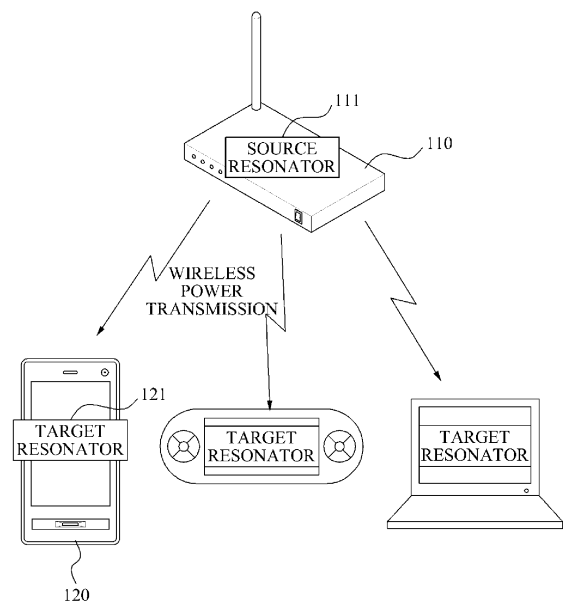 111
SOURCE
RESONATOR
110
WIRELESS
POWER
TRANSMISSION
121
TARGET
RESONATOR
TARGET
RESONATOR
TARGET
RESONATOR
120